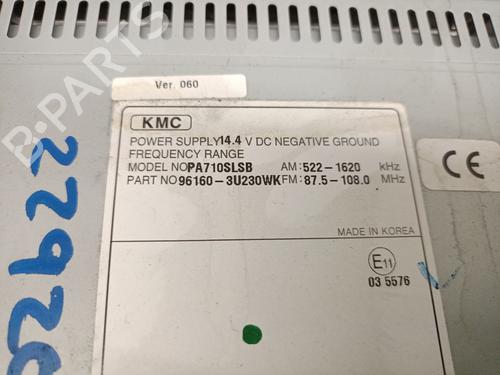 B-PARTS
Ver. 060
KMC
POWER SUPPLY 14.4 V DC NEGATIVE GROUND
FREQUENCY RANGE
MODEL NO PA710SLSB AM: 522-1620 kHz
PART NO 96160-3U230WK FM: 87.5-108.0 MHz
CE
MADE IN KOREA
E11
03 5576